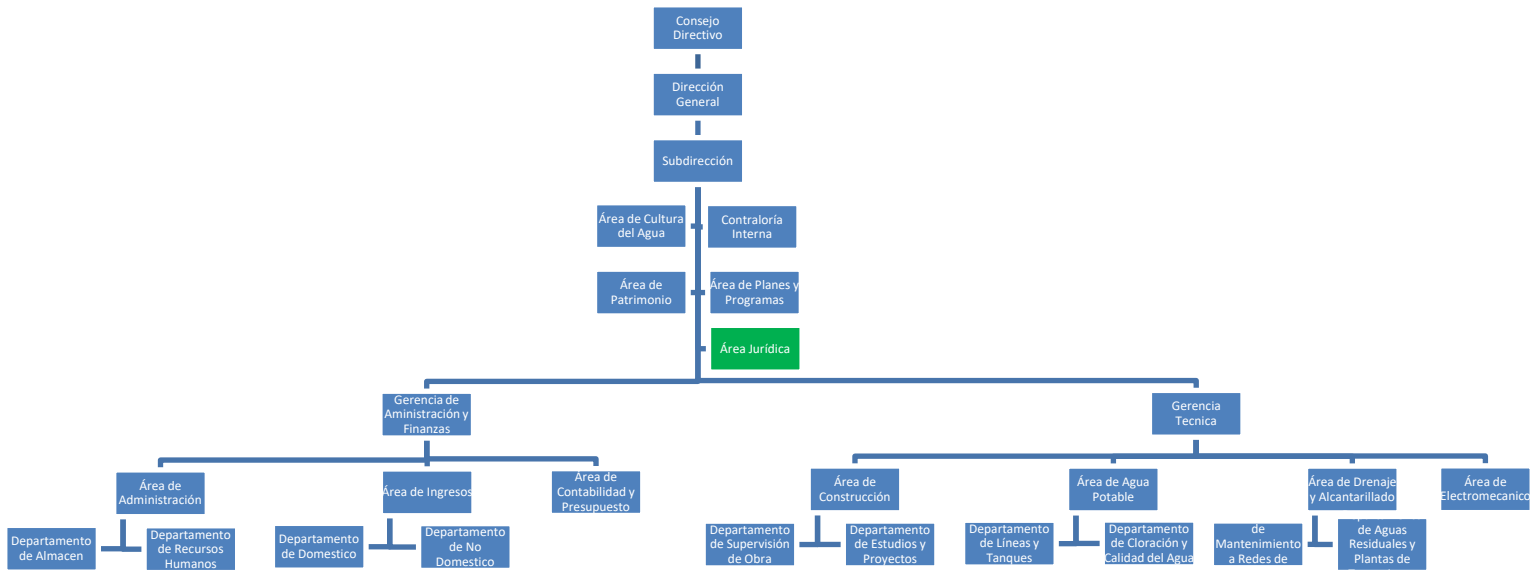 Consejo
Directivo
Dirección
General
Subdirección
Área de Cultura
del Agua
Contraloría
Interna
Área de
Patrimonio
Área de Planes y
Programas
Área Jurídica
Gerencia de
Aministración y
Finanzas
Gerencia
Tecnica
Área de
Administración
Área de Ingresos
Área de
Contabilidad y
Presupuesto
Área de
Construcción
Área de Agua
Potable
Área de Drenaje
y Alcantarillado
Área de
Electromecanico
Departamento
de Almacen
Departamento
de Recursos
Humanos
Departamento
de Domestico
Departamento
de No
Domestico
Departamento
de Supervisión
de Obra
Departamento
de Estudios y
Proyectos
Departamento
de Líneas y
Tanques
Departamento
de Cloración y
Calidad del Agua
de
Mantenimiento
a Redes de
de Aguas
Residuales y
Plantas de